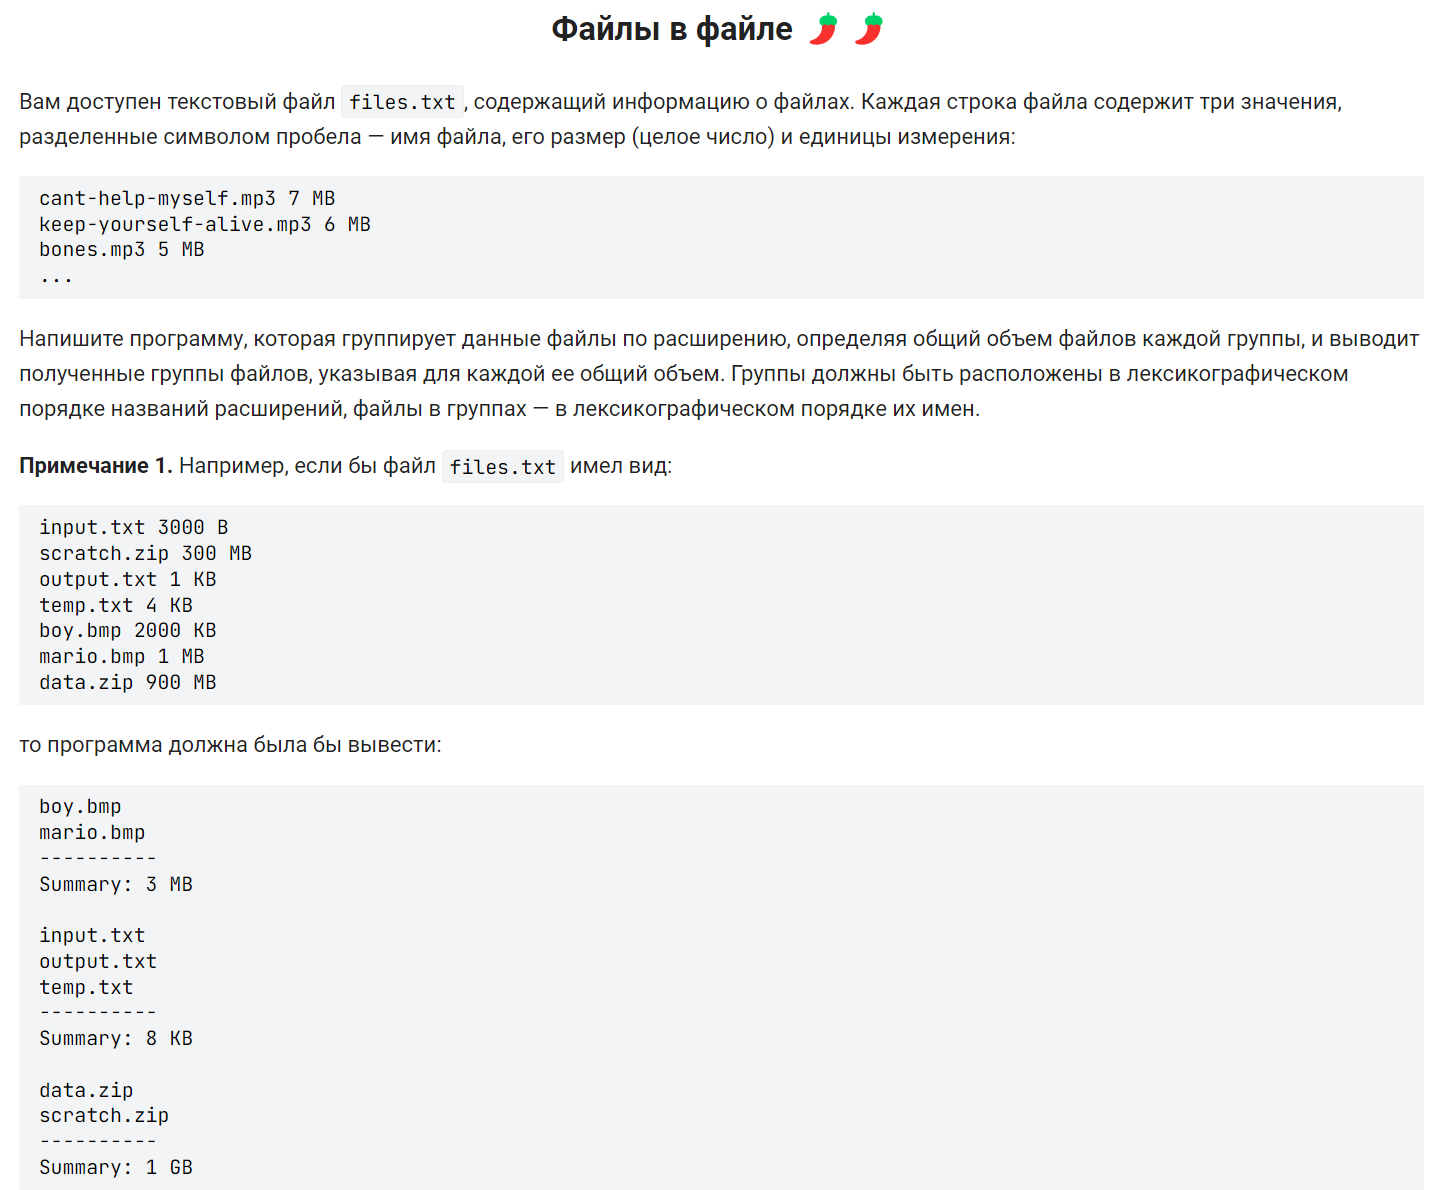 Файлы в файле
Вам доступен текстовый файл files.txt, содержащий информацию о файлах. Каждая строка файла содержит три значения,
разделенные символом пробела — имя файла, его размер (целое число) и единицы измерения:
cant-help-myself.mp3 7 MB
keep-yourself-alive.mp3 6 MB
bones.mp3 5 MB
...
Напишите программу, которая группирует данные файлы по расширению, определяя общий объем файлов каждой группы, и выводит
полученные группы файлов, указывая для каждой ее общий объем. Группы должны быть расположены в лексикографическом
порядке названий расширений, файлы в группах — в лексикографическом порядке их имен.
Примечание 1. Например, если бы файл files.txt имел вид:
input.txt 3000 B
scratch.zip 300 MB
output.txt 1 KB
temp.txt 4 KB
boy.bmp 2000 KB
mario.bmp 1 MB
data.zip 900 MB
то программа должна была бы вывести:
boy.bmp
mario.bmp
----------
Summary: 3 MB
input.txt
output.txt
temp.txt
----------
Summary: 8 KB
data.zip
scratch.zip
----------
Summary: 1 GB